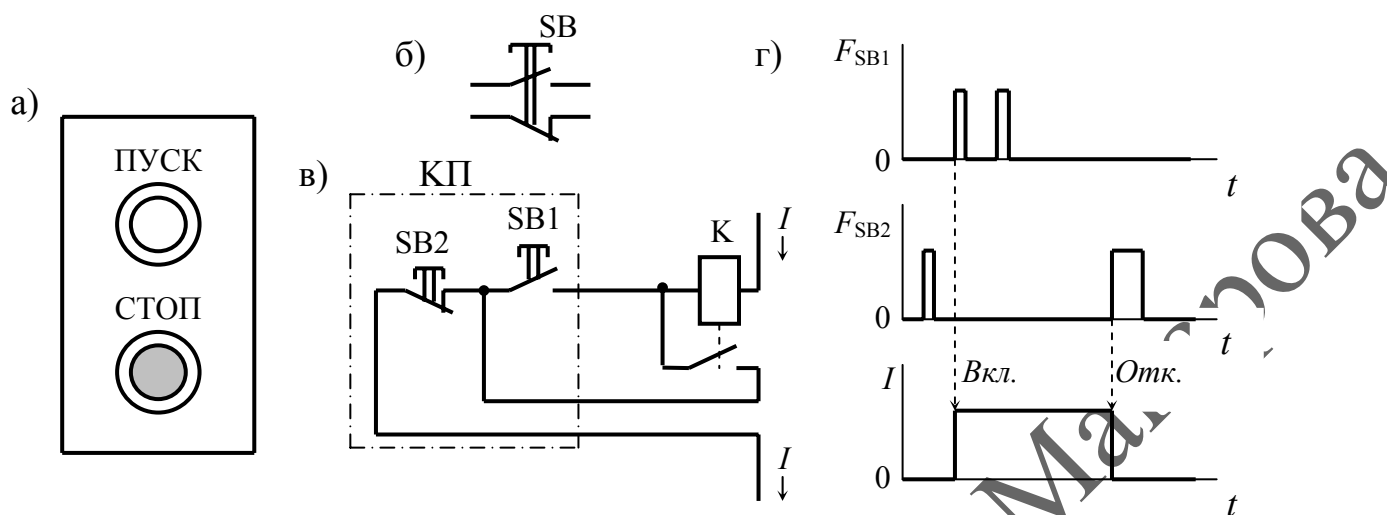 а)
ПУСК
СТОП
б)
SB
в)
КП
SB2
SB1
K
I
I
г)
F_SB1
0
t
F_SB2
0
t
I
Вкл.
Отк.
0
t